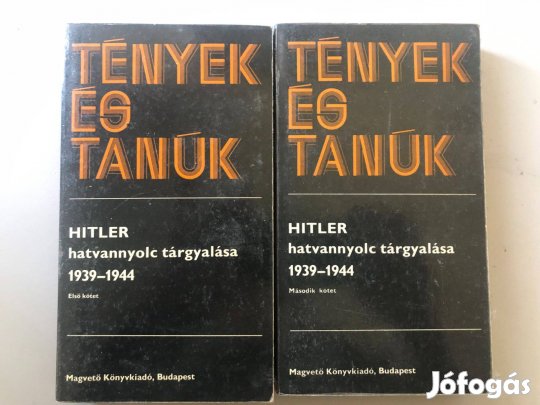 TÉNYEK
ÉS
TANÚK
HITLER
hatvannyolc tárgyalása
1939–1944
Első kötet
Magvető Könyvkiadó, Budapest
TÉNYEK
ÉS
TANÚK
HITLER
hatvannyolc tárgyalása
1939–1944
Második kötet
Magvető Könyvkiadó, Budapest
Jófogás